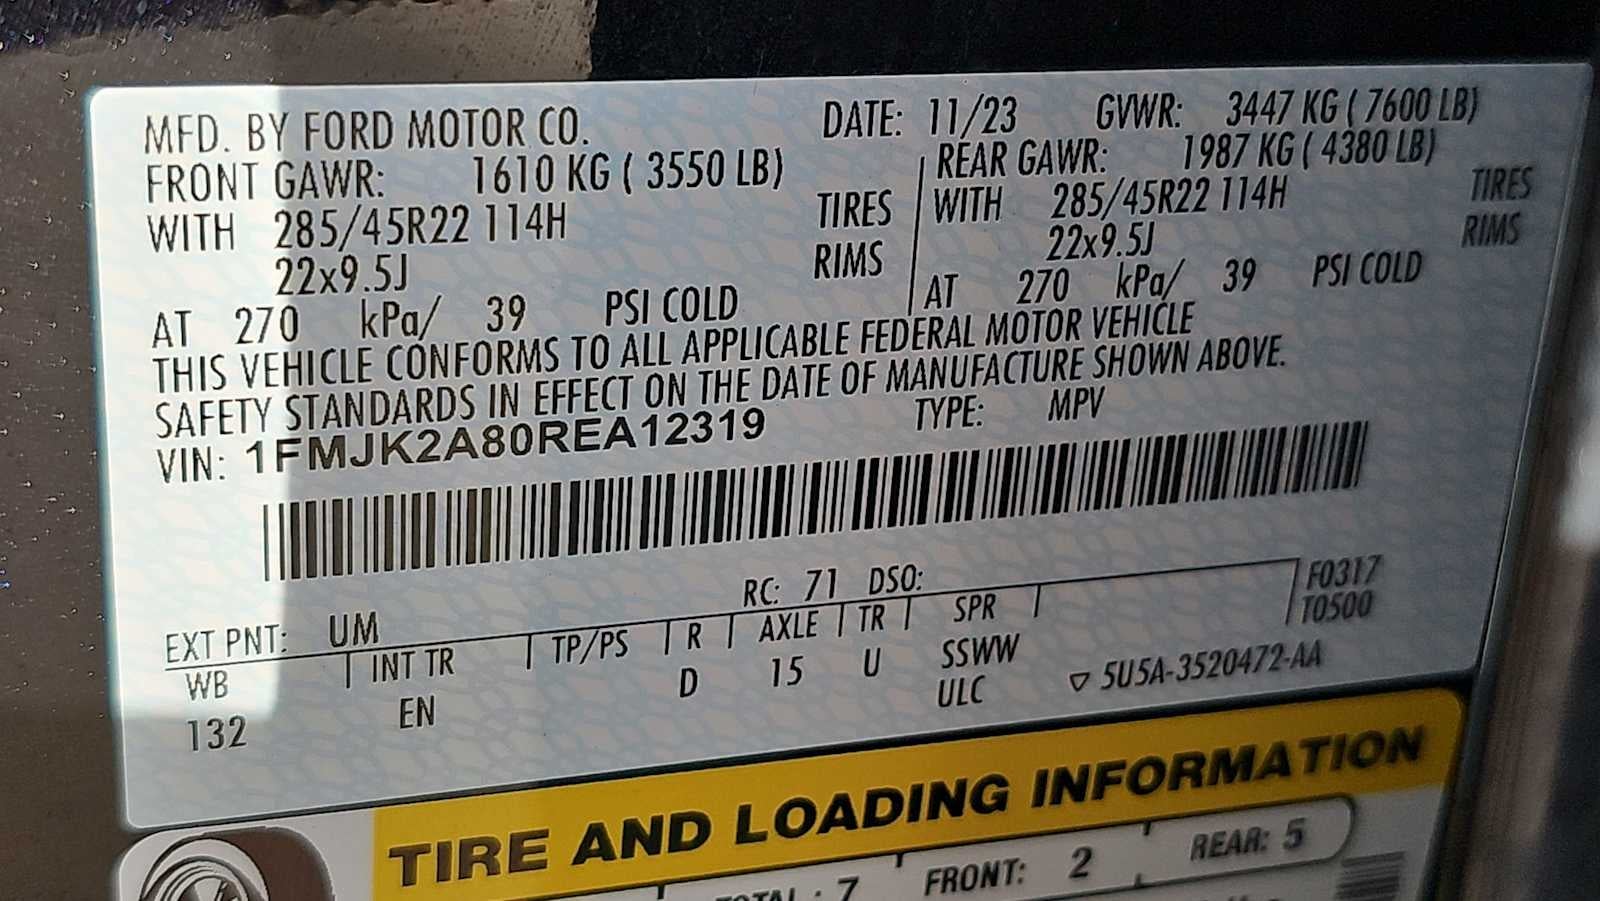 MFD. BY FORD MOTOR CO. DATE: 11/23 GVWR: 3447 KG ( 7600 LB)
FRONT GAWR: 1610 KG ( 3550 LB) REAR GAWR: 1987 KG ( 4380 LB)
WITH 285/45R22 114H TIRES WITH 285/45R22 114H TIRES
22x9.5J RIMS 22x9.5J RIMS
AT 270 kPa/ 39 PSI COLD AT 270 kPa/ 39 PSI COLD
THIS VEHICLE CONFORMS TO ALL APPLICABLE FEDERAL MOTOR VEHICLE
SAFETY STANDARDS IN EFFECT ON THE DATE OF MANUFACTURE SHOWN ABOVE.
VIN: 1FMJK2A80REA12319 TYPE: MPV
F0317
T0500
EXT PNT: UM RC: 71 DSO:
WB INT TR TP/PS R AXLE TR SPR
132 EN D 15 U SSWW
ULC 5U5A-3520472-AA
TIRE AND LOADING INFORMATION
TOTAL : 7 FRONT: 2 REAR: 5